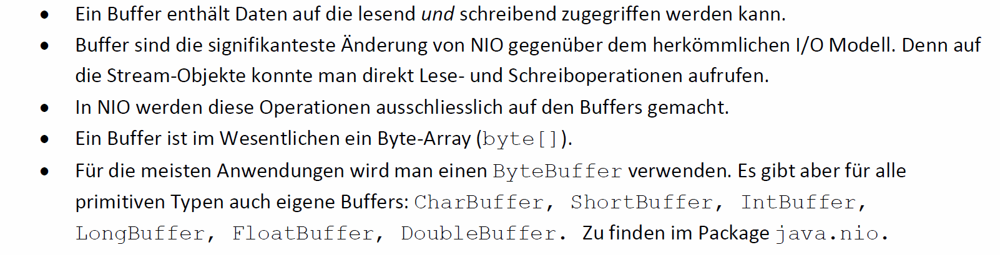 • Ein Buffer enthält Daten auf die lesend und schreibend zugegriffen werden kann.
• Buffer sind die signifikanteste Änderung von NIO gegenüber dem herkömmlichen I/O Modell. Denn auf
die Stream-Objekte konnte man direkt Lese- und Schreiboperationen aufrufen.
• In NIO werden diese Operationen ausschliesslich auf den Buffers gemacht.
• Ein Buffer ist im Wesentlichen ein Byte-Array (byte[]).
• Für die meisten Anwendungen wird man einen ByteBuffer verwenden. Es gibt aber für alle
primitiven Typen auch eigene Buffers: CharBuffer, ShortBuffer, IntBuffer,
LongBuffer, FloatBuffer, DoubleBuffer. Zu finden im Package java.nio.